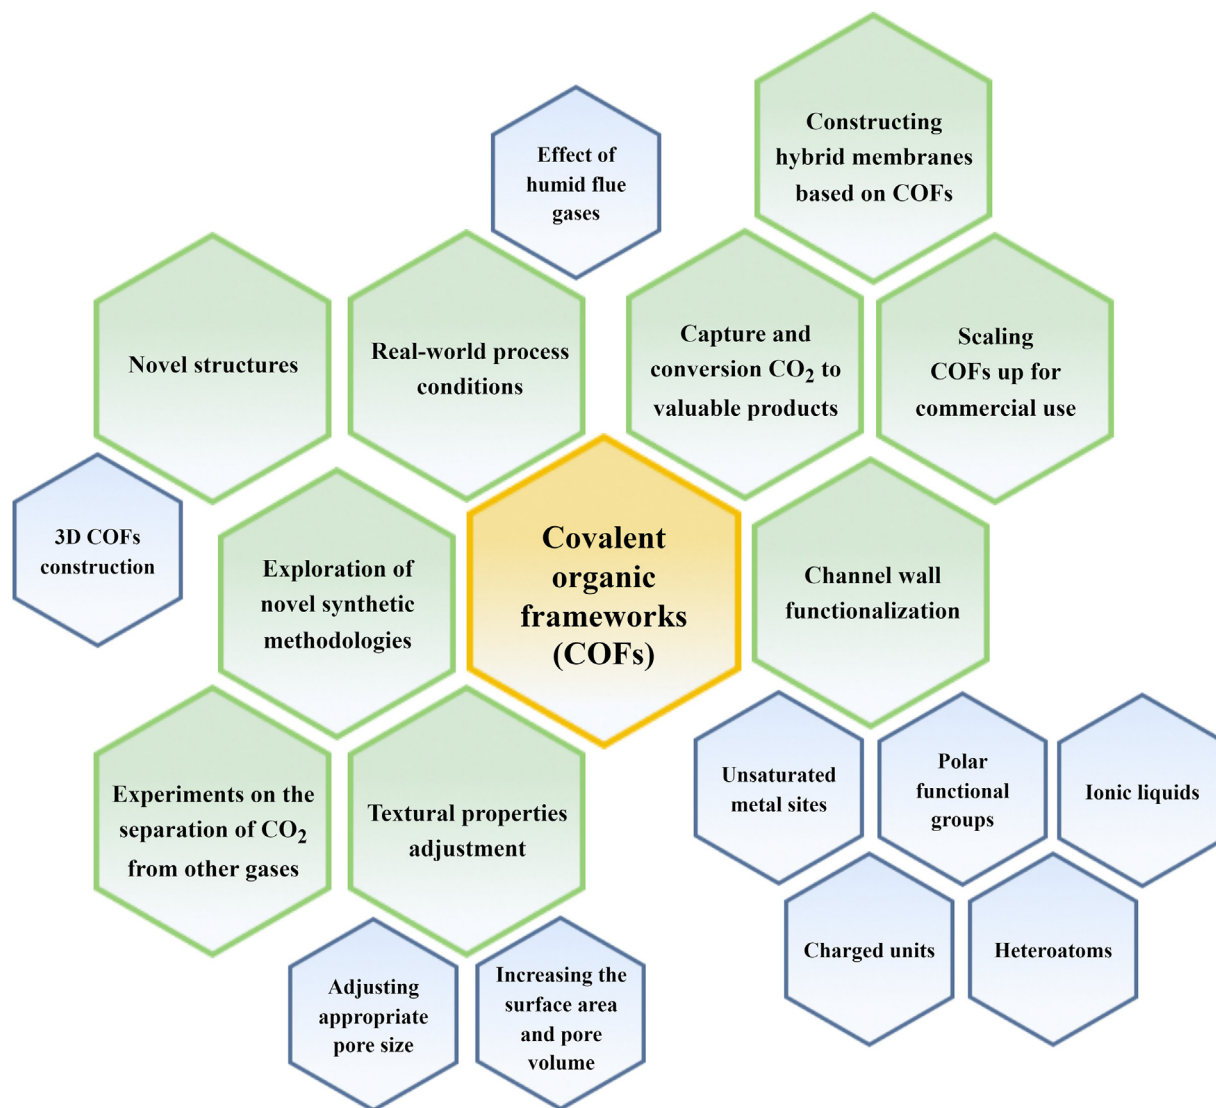 Constructing
hybrid membranes
based on COFs
Effect of
humid flue
gases
Novel structures
Real-world process
conditions
Capture and
conversion CO₂ to
valuable products
Scaling
COFs up for
commercial use
3D COFs
construction
Exploration of
novel synthetic
methodologies
Covalent
organic
frameworks
(COFs)
Channel wall
functionalization
Experiments on the
separation of CO₂
from other gases
Textural properties
adjustment
Unsaturated
metal sites
Polar
functional
groups
Ionic liquids
Charged units
Heteroatoms
Adjusting
appropriate
pore size
Increasing the
surface area
and pore
volume